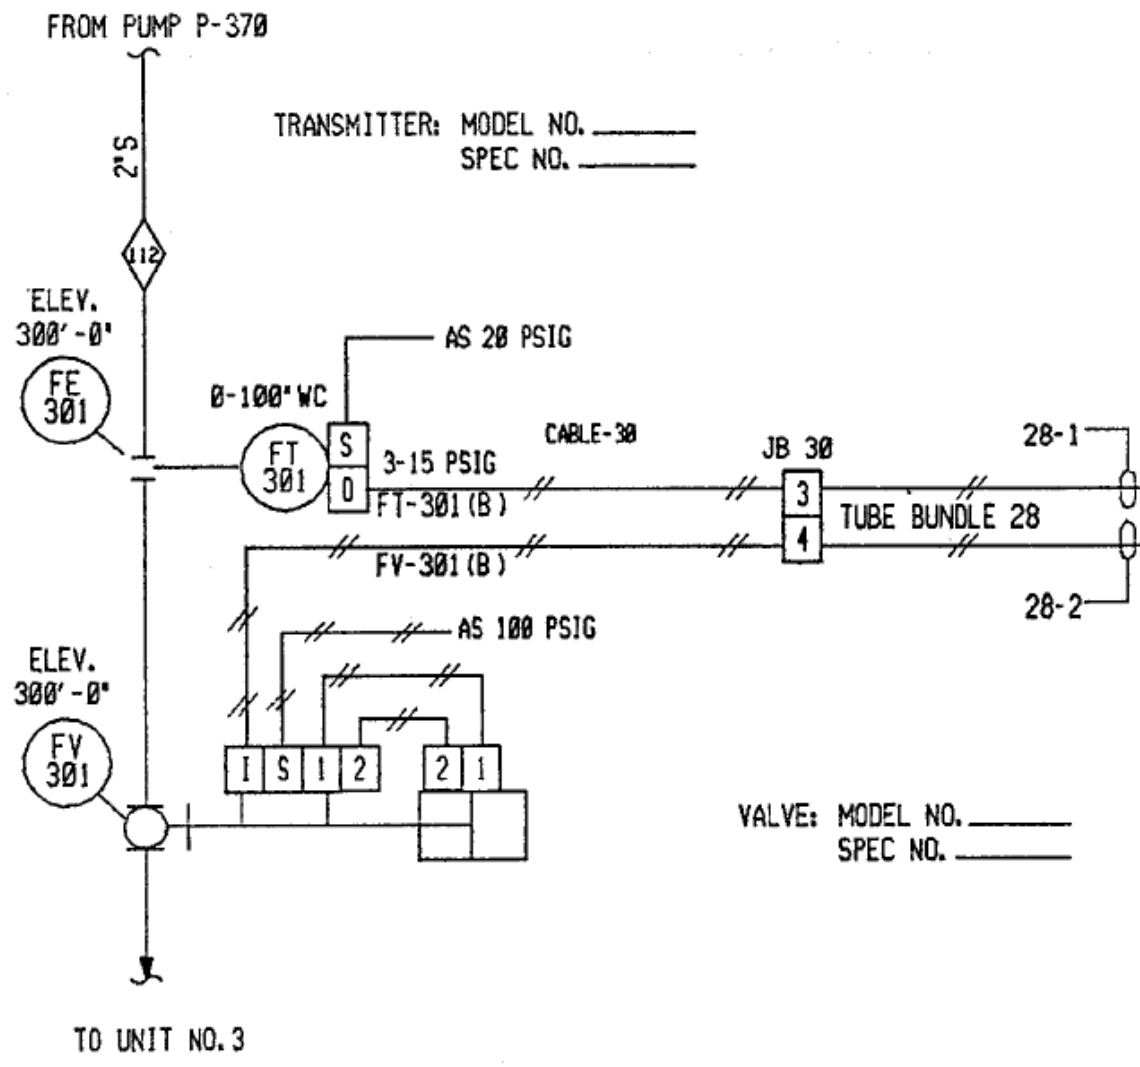 FROM PUMP P-370
2"S
TRANSMITTER: MODEL NO.
SPEC NO.
112
ELEV.
300'-0"
FE
301
AS 20 PSIG
0-100"WC
FT
301
S
O
3-15 PSIG
FT-301(B)
CABLE-30
JB 30
3
4
28-1
TUBE BUNDLE 28
28-2
FV-301(B)
AS 100 PSIG
ELEV.
300'-0"
FV
301
I S 1 2
2 1
VALVE: MODEL NO.
SPEC NO.
TO UNIT NO.3